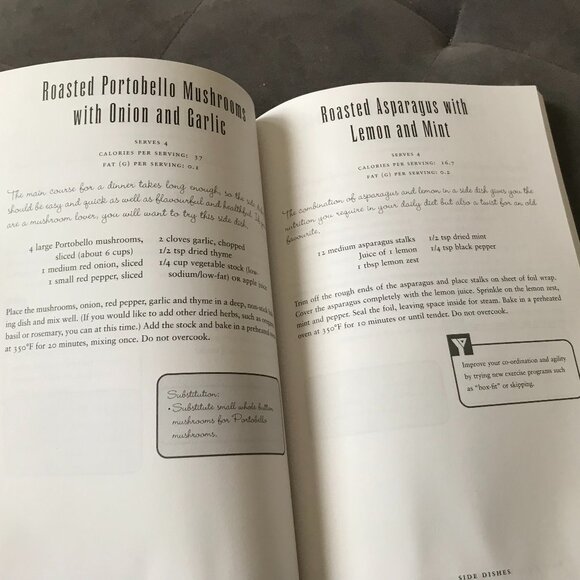 Roasted Portobello Mushrooms
with Onion and Garlic
SERVES 4
CALORIES PER SERVING: 37
FAT (G) PER SERVING: 0.2
The main course for a dinner takes long enough, so the side
should be easy and quick as well as flavourful and healthful. If
are a mushroom lover, you will want to try this side dish.
4 large Portobello mushrooms,
sliced (about 6 cups)
1 medium red onion, sliced
1 small red pepper, sliced
2 cloves garlic, chopped
1/2 tsp dried thyme
1/4 cup vegetable stock (low-
sodium/low-fat) OR apple juice
Place the mushrooms, onion, red pepper, garlic and thyme in a deep, non-stick
ing dish and mix well. (If you would like to add other dried herbs, such as oregano,
basil or rosemary, you can at this time.) Add the stock and bake in a preheated oven
at 350°F for 20 minutes, mixing once. Do not overcook.
Substitution:
• Substitute small whole button
mushrooms for Portobello
mushrooms.
Roasted Asparagus with
Lemon and Mint
SERVES 4
CALORIES PER SERVING: 16.7
FAT (G) PER SERVING: 0.2
The combination of asparagus and lemon in a side dish gives you the
nutrition you require in your daily diet but also a twist for an old
favourite.
12 medium asparagus stalks
Juice of 1 lemon
1 tbsp lemon zest
1/2 tsp dried mint
1/4 tsp black pepper
Trim off the rough ends of the asparagus and place stalks on sheet of foil wrap.
Cover the asparagus completely with the lemon juice. Sprinkle on the lemon zest,
mint and pepper. Seal the foil, leaving space inside for steam. Bake in a preheated
oven at 350°F for 10 minutes or until tender. Do not overcook.
Y
Improve your co-ordination and agility
by trying new exercise programs such
as "box-fit" or skipping.
SIDE DISHES